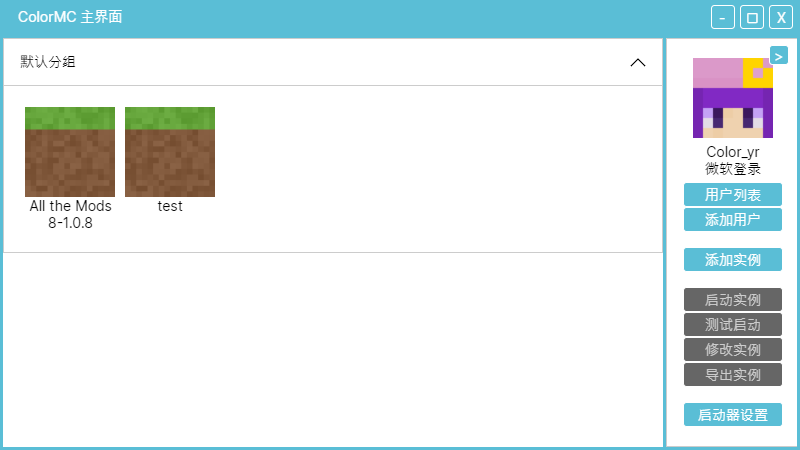 ColorMC 主界面
- □ X
默认分组
All the Mods
8-1.0.8
test
>
Color_yr
微软登录
用户列表
添加用户
添加实例
启动实例
测试启动
修改实例
导出实例
启动器设置